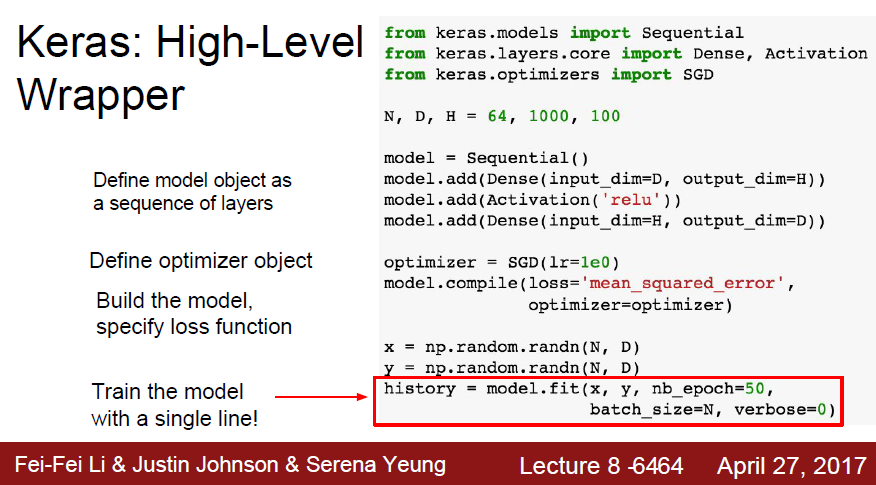 Keras: High-Level
Wrapper
from keras.models import Sequential
from keras.layers.core import Dense, Activation
from keras.optimizers import SGD
N, D, H = 64, 1000, 100
Define model object as
a sequence of layers
model = Sequential()
model.add(Dense(input_dim=D, output_dim=H))
model.add(Activation('relu'))
model.add(Dense(input_dim=H, output_dim=D))
Define optimizer object
optimizer = SGD(lr=1e0)
Build the model,
specify loss function
model.compile(loss='mean_squared_error',
optimizer=optimizer)
x = np.random.randn(N, D)
y = np.random.randn(N, D)
Train the model
with a single line!
history = model.fit(x, y, nb_epoch=50,
batch_size=N, verbose=0)
Fei-Fei Li & Justin Johnson & Serena Yeung
Lecture 8 -6464
April 27, 2017